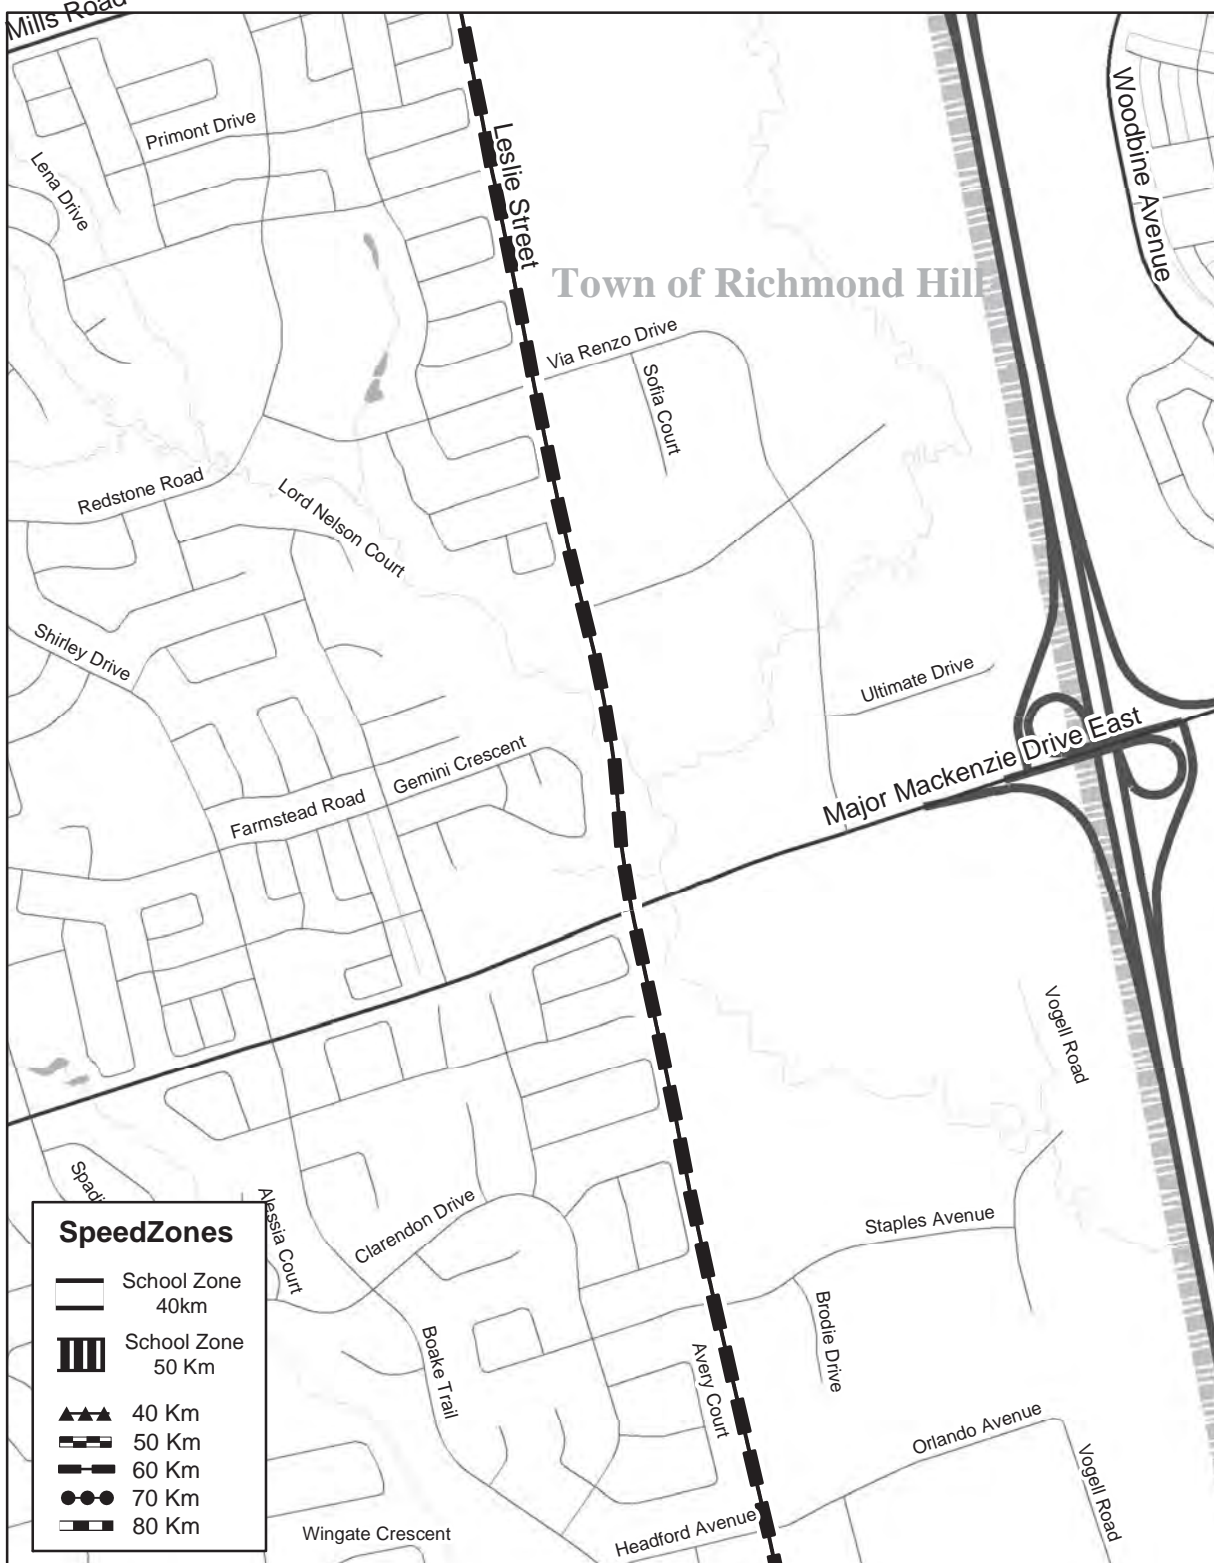 Mills Road
Woodbine Avenue
Primont Drive
Leslie Street
Lena Drive
Town of Richmond Hill
Via Renzo Drive
Sofia Court
Redstone Road
Lord Nelson Court
Shirley Drive
Ultimate Drive
Major Mackenzie Drive East
Gemini Crescent
Farmstead Road
Vogell Road
Spadi
Alessia Court
Clarendon Drive
Staples Avenue
Brodie Drive
Boake Trail
Avery Court
Orlando Avenue
Vogell Road
Headford Avenue
Wingate Crescent
SpeedZones
School Zone
40km
School Zone
50 Km
40 Km
50 Km
60 Km
70 Km
80 Km